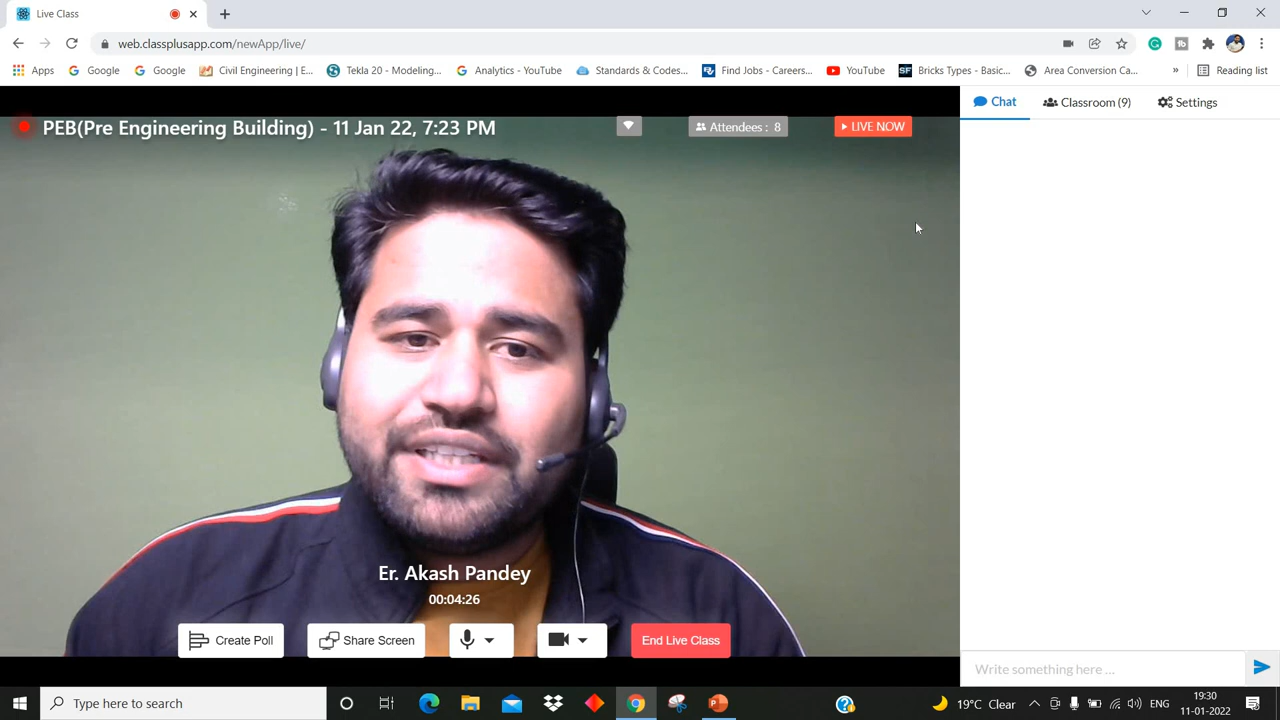 Live Class
web.classplusapp.com/newApp/live/
Apps
Google
Google
Civil Engineering | E...
Tekla 20 - Modeling...
Analytics - YouTube
Standards & Codes...
Find Jobs - Careers...
YouTube
Bricks Types - Basic...
Area Conversion Ca...
»
Reading list
PEB(Pre Engineering Building) - 11 Jan 22, 7:23 PM
Attendees : 8
LIVE NOW
Chat
Classroom (9)
Settings
Er. Akash Pandey
00:04:26
Create Poll
Share Screen
End Live Class
Write something here ...
Type here to search
19°C Clear
ENG
19:30
11-01-2022